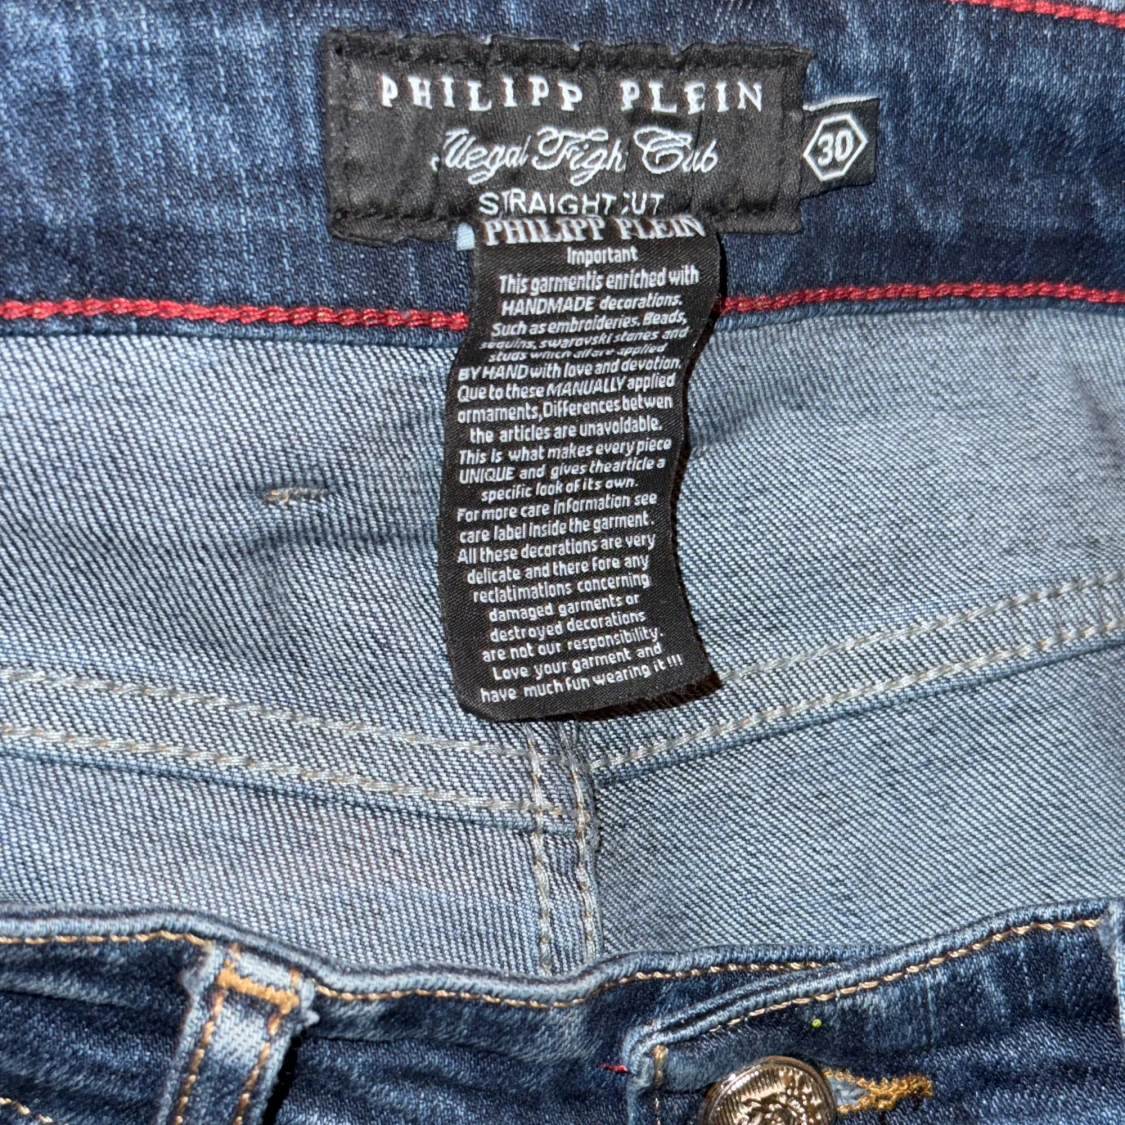 PHILIPP PLEIN
Illegal Figh Cub
STRAIGHT CUT
30
PHILIPP PLEIN
Important
This garmentis enriched with
HANDMADE decorations.
Such as embroideries. Beads,
sequins, swarovski stones and
studs which all are applied
BY HAND with love and devotion.
Que to these MANUALLY applied
ormaments, Differences betwen
the articles are unavoidable.
This is what makes every piece
UNIQUE and gives the article a
specific look of its own.
For more care information see
care label inside the garment.
All these decorations are very
delicate and there fore any
reclatimations concerning
damaged garments or
destroyed decorations
are not our responsibility.
Love your garment and
have much fun wearing it !!!